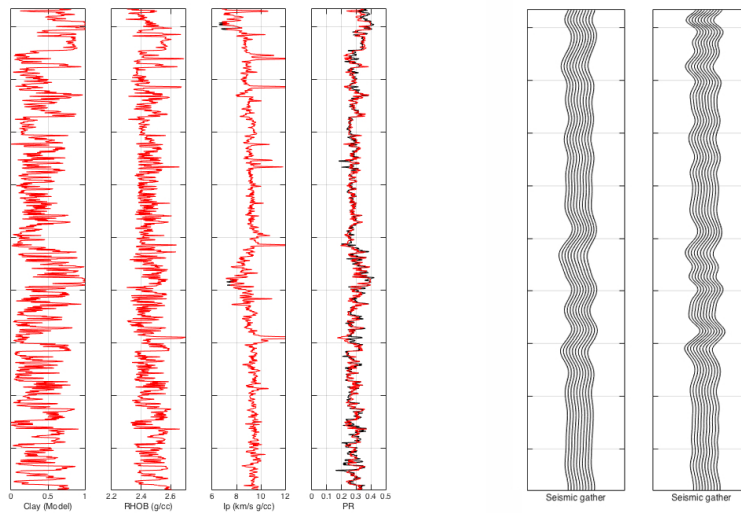 0 0.5 1 2.2 2.4 2.6 6 8 10 12 0 0.1 0.2 0.3 0.4 0.5
Clay (Model) RHOB (g/cc) Ip (km/s g/cc) PR Seismic gather Seismic gather